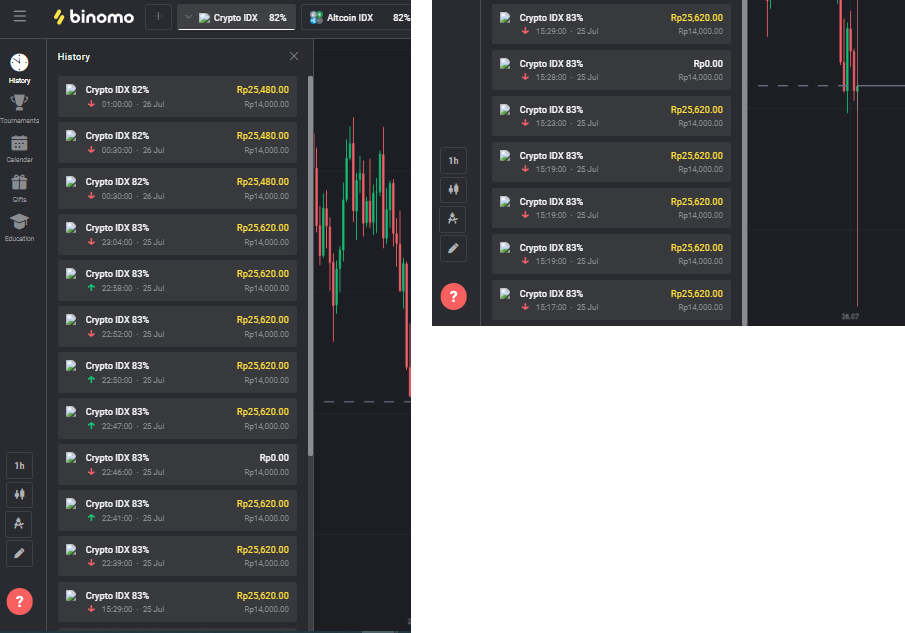 binomo
+
Crypto IDX 82%
Altcoin IDX 82%
History
History
Tournaments
Calendar
Gifts
Education
1h
?
Crypto IDX 82% Rp25,480.00
01:00:00 - 26 Jul Rp14,000.00
Crypto IDX 82% Rp25,480.00
00:30:00 - 26 Jul Rp14,000.00
Crypto IDX 82% Rp25,480.00
00:30:00 - 26 Jul Rp14,000.00
Crypto IDX 83% Rp25,620.00
23:04:00 - 25 Jul Rp14,000.00
Crypto IDX 83% Rp25,620.00
22:58:00 - 25 Jul Rp14,000.00
Crypto IDX 83% Rp25,620.00
22:52:00 - 25 Jul Rp14,000.00
Crypto IDX 83% Rp25,620.00
22:50:00 - 25 Jul Rp14,000.00
Crypto IDX 83% Rp25,620.00
22:47:00 - 25 Jul Rp14,000.00
Crypto IDX 83% Rp0.00
22:46:00 - 25 Jul Rp14,000.00
Crypto IDX 83% Rp25,620.00
22:41:00 - 25 Jul Rp14,000.00
Crypto IDX 83% Rp25,620.00
22:39:00 - 25 Jul Rp14,000.00
Crypto IDX 83% Rp25,620.00
15:29:00 - 25 Jul Rp14,000.00
Crypto IDX 83% Rp25,620.00
15:29:00 - 25 Jul Rp14,000.00
Crypto IDX 83% Rp0.00
15:28:00 - 25 Jul Rp14,000.00
Crypto IDX 83% Rp25,620.00
15:23:00 - 25 Jul Rp14,000.00
Crypto IDX 83% Rp25,620.00
15:19:00 - 25 Jul Rp14,000.00
Crypto IDX 83% Rp25,620.00
15:19:00 - 25 Jul Rp14,000.00
Crypto IDX 83% Rp25,620.00
15:19:00 - 25 Jul Rp14,000.00
Crypto IDX 83% Rp25,620.00
15:17:00 - 25 Jul Rp14,000.00
1h
?
26.07